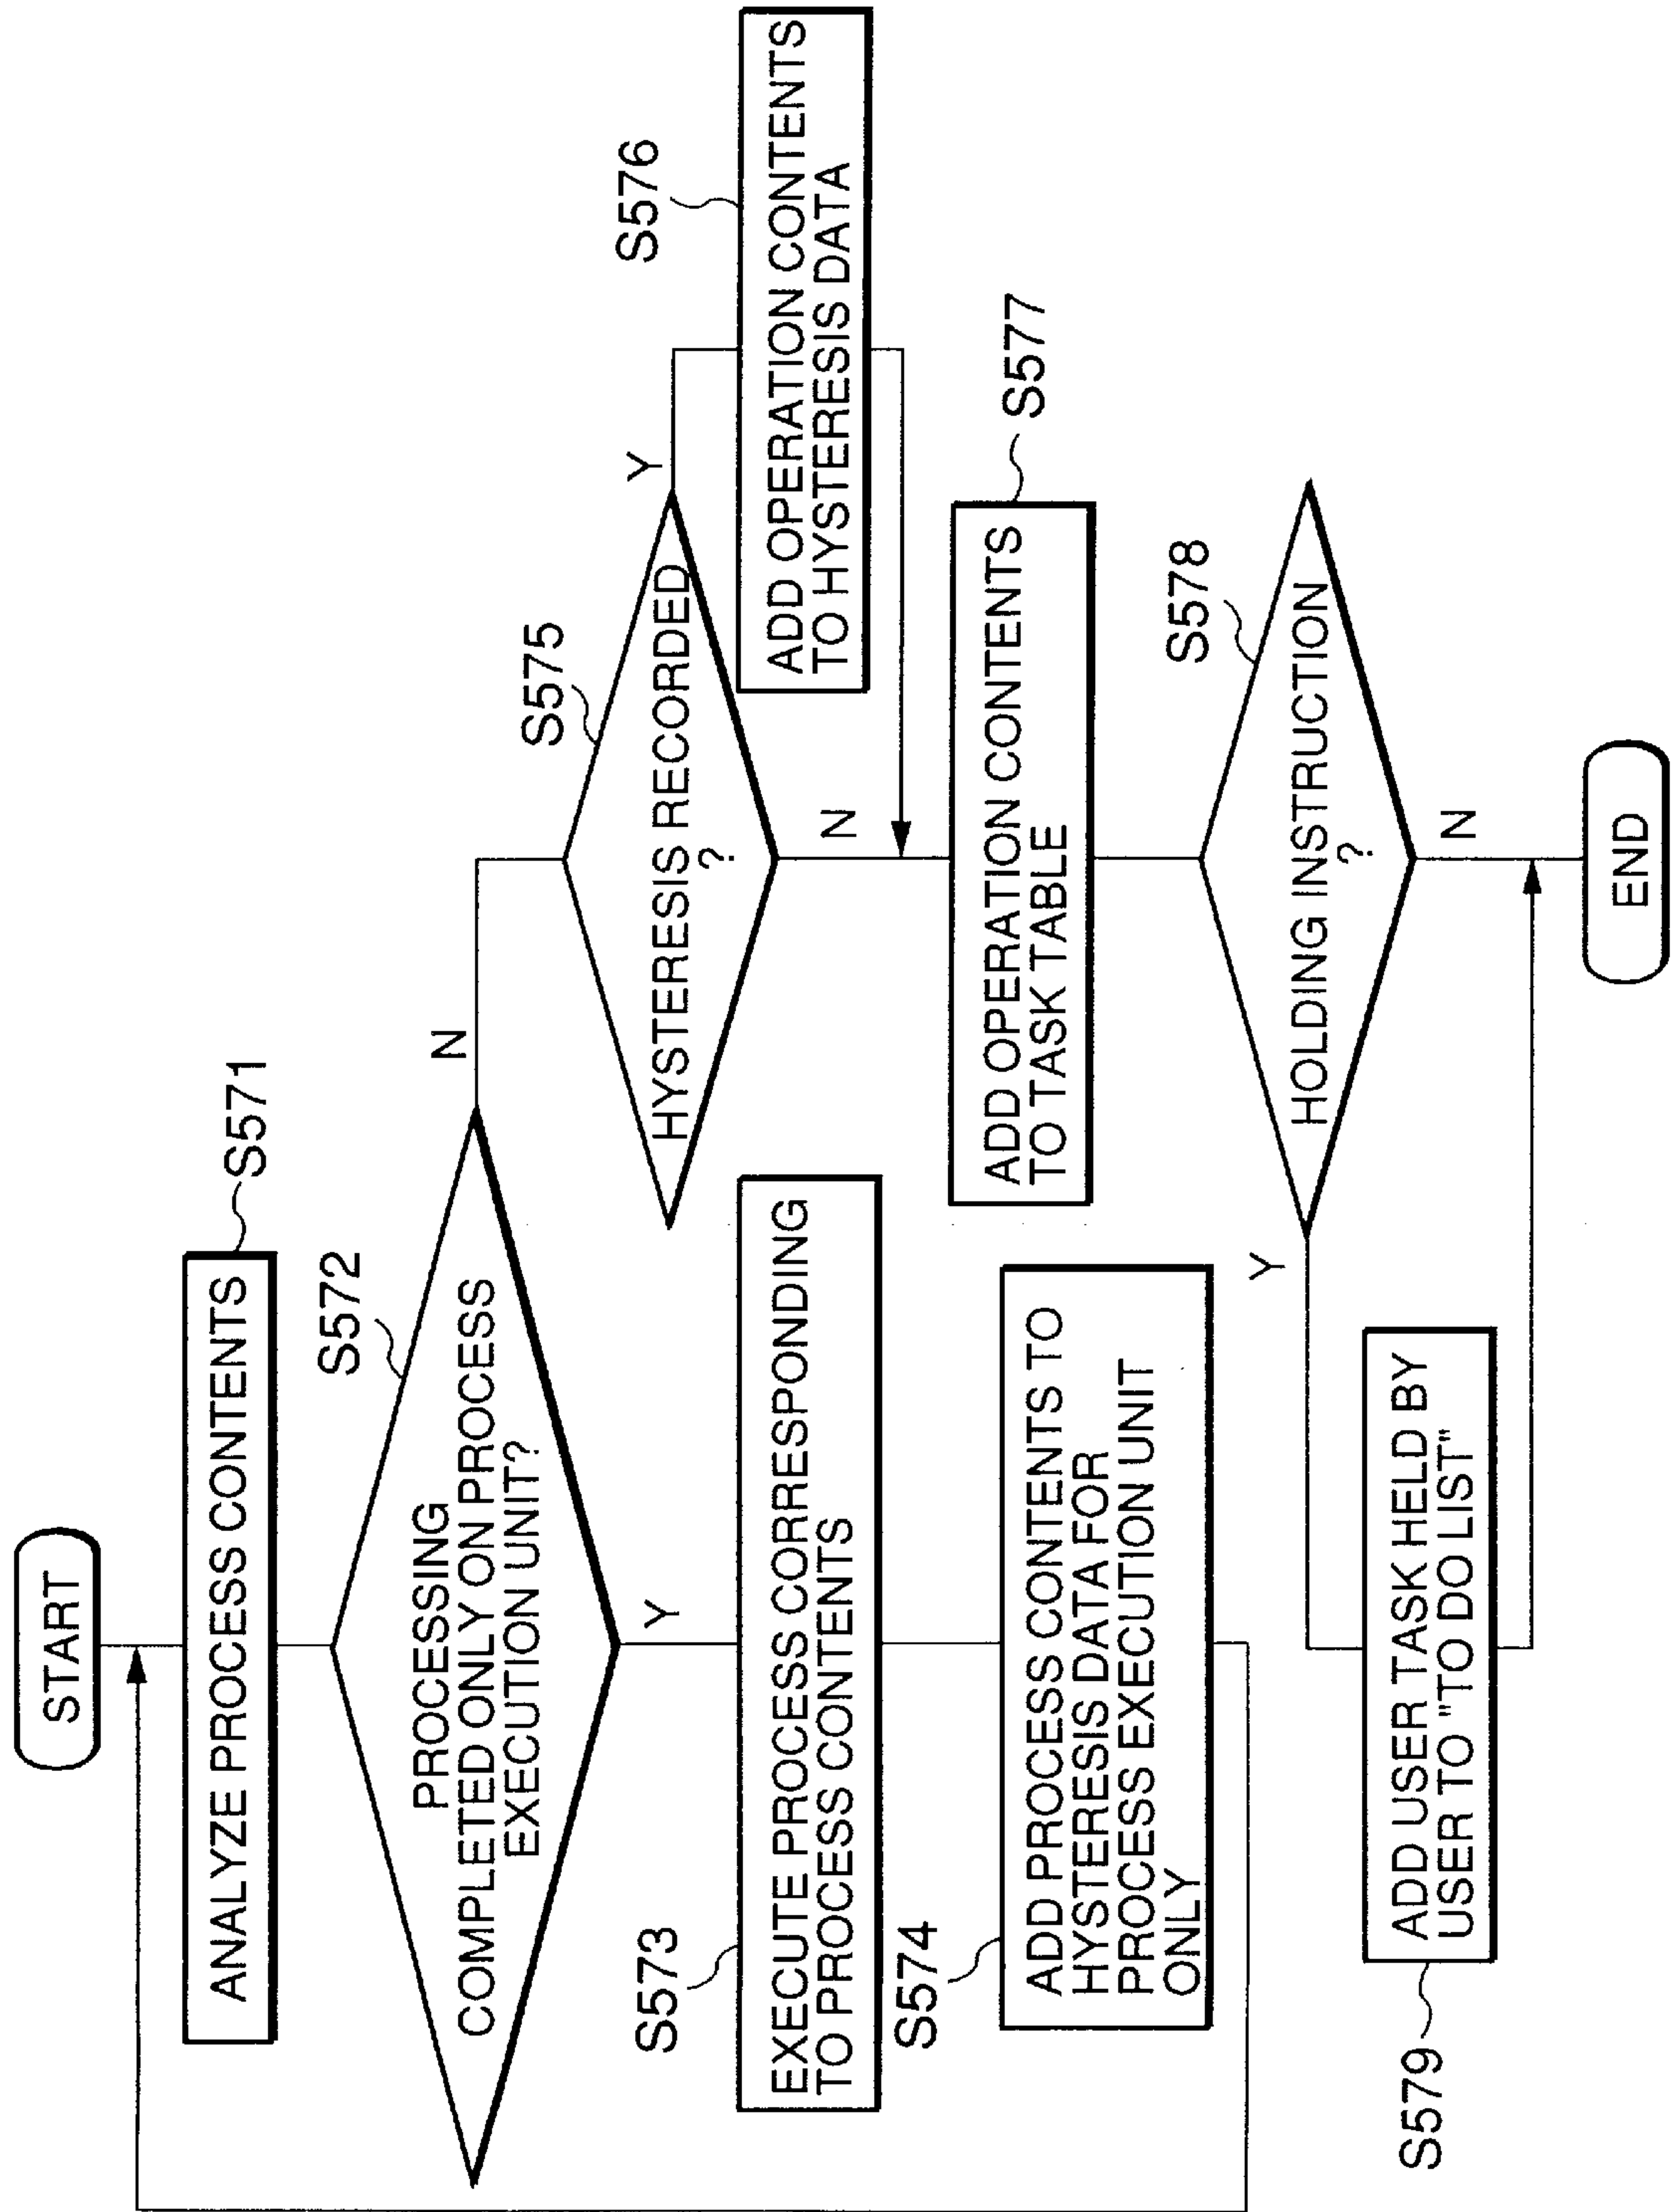 START
ANALYZE PROCESS CONTENTS
S571
S572
PROCESSING
COMPLETED ONLY ON PROCESS
EXECUTION UNIT?
N
Y
S573
EXECUTE PROCESS CORRESPONDING
TO PROCESS CONTENTS
S574
ADD PROCESS CONTENTS TO
HYSTERESIS DATA FOR
PROCESS EXECUTION UNIT
ONLY
S575
HYSTERESIS RECORDED
?
Y
N
S576
ADD OPERATION CONTENTS
TO HYSTERESIS DATA
S577
ADD OPERATION CONTENTS
TO TASK TABLE
S578
HOLDING INSTRUCTION
?
Y
N
S579
ADD USER TASK HELD BY
USER TO "TO DO LIST"
END